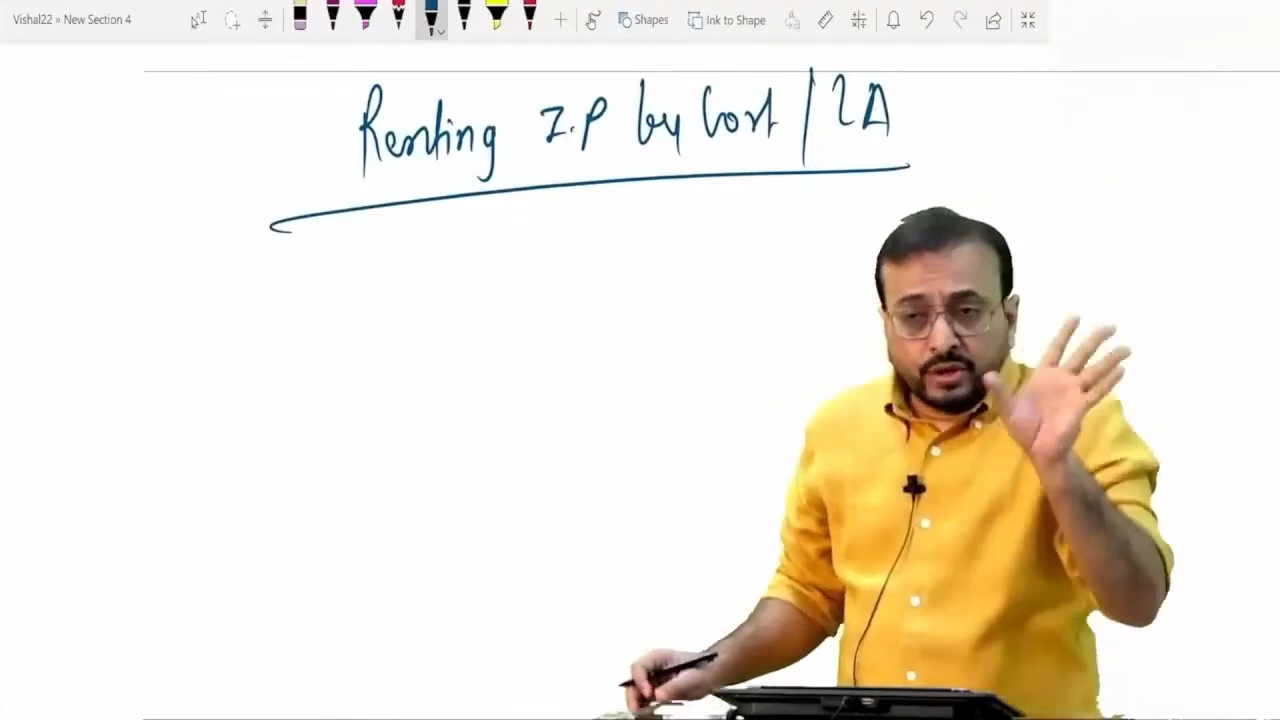 Vishal22 » New Section 4
Shapes
Ink to Shape
Renting I.P by Govt / LA